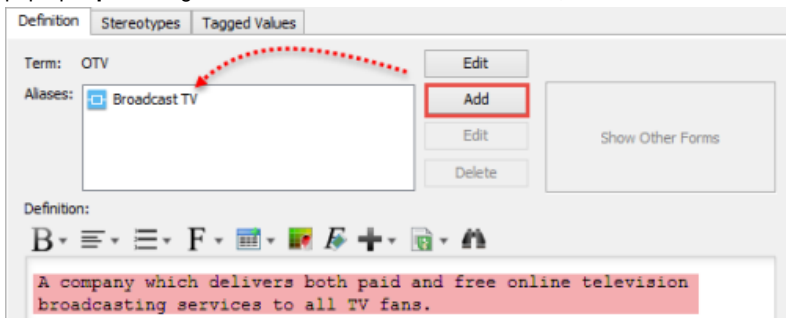 Definition Stereotypes Tagged Values
Term: OTV Edit
Aliases: Broadcast TV Add
Edit Show Other Forms
Delete
Definition:
B F F
A company which delivers both paid and free online television
broadcasting services to all TV fans.